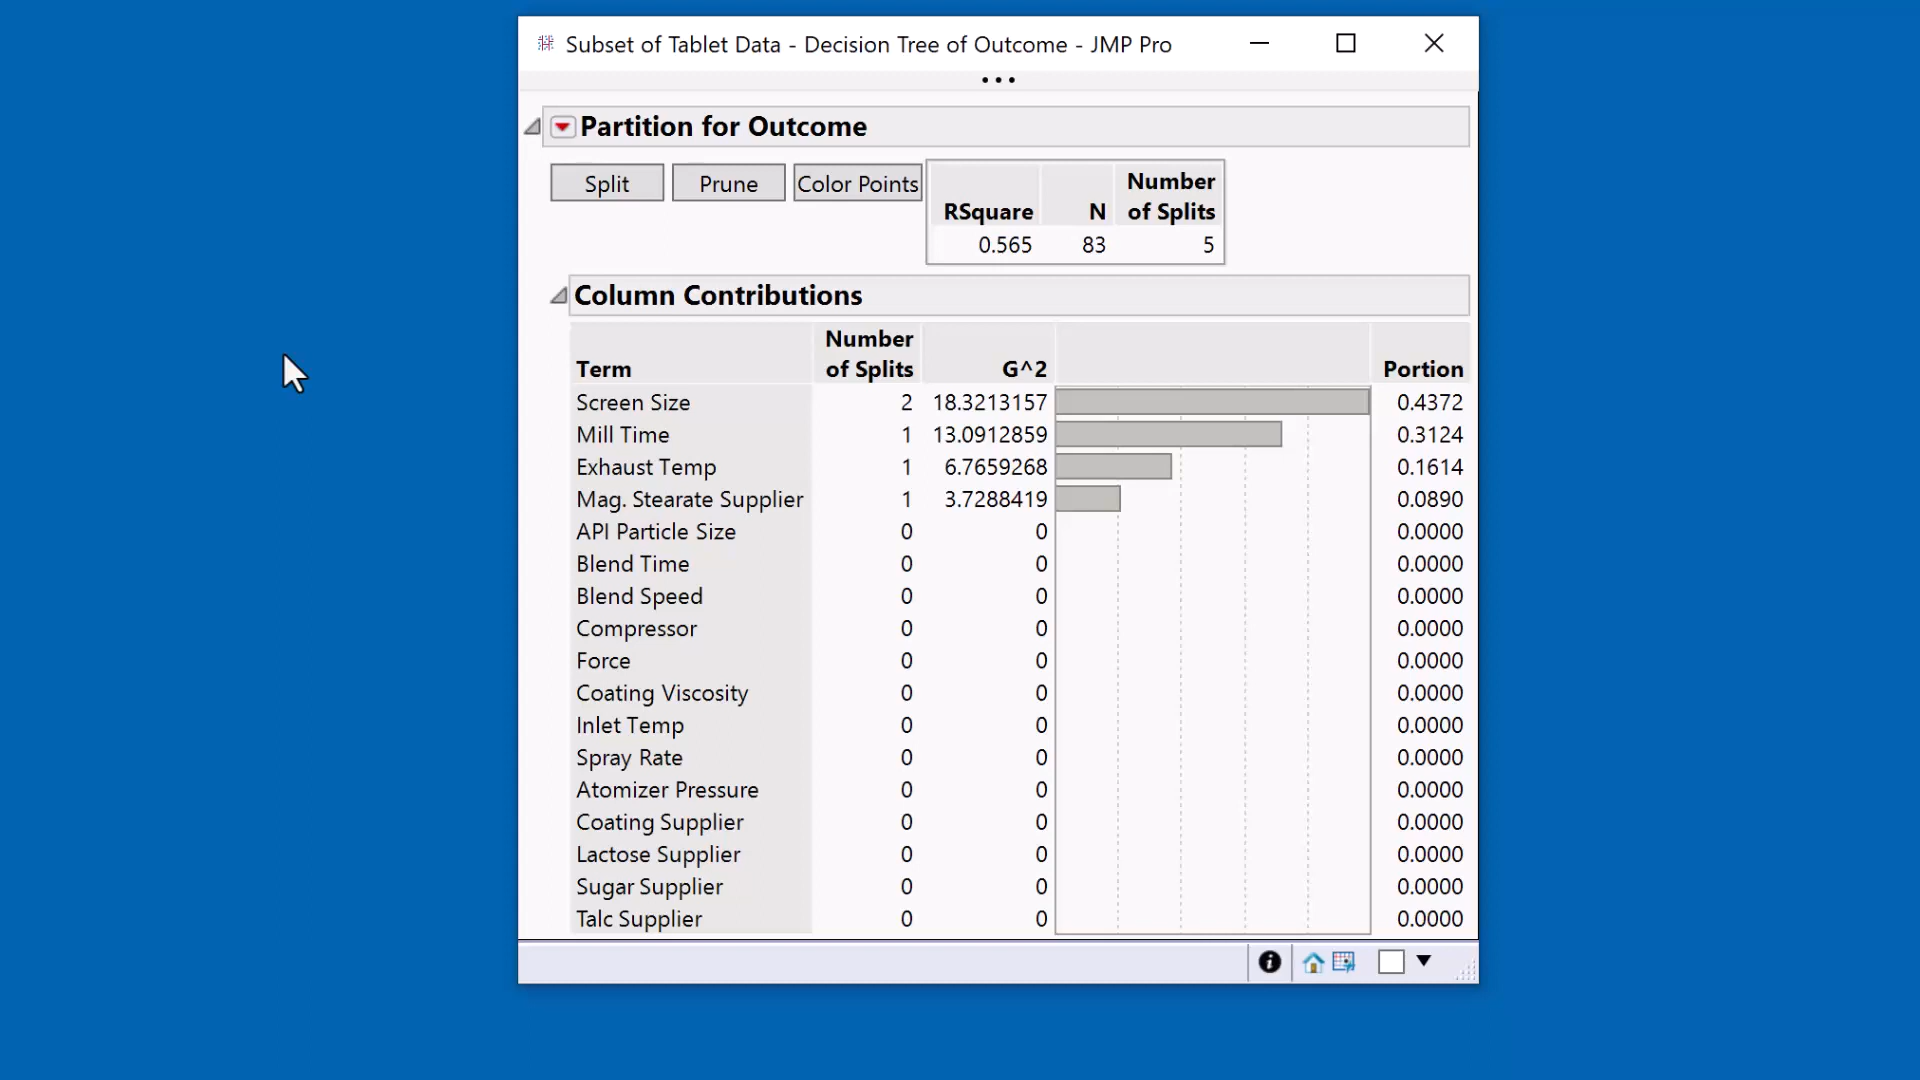 Subset of Tablet Data - Decision Tree of Outcome - JMP Pro
Partition for Outcome
Split Prune Color Points
RSquare N Number of Splits
0.565 83 5
Column Contributions
Term Number of Splits G^2 Portion
Screen Size 2 18.3213157 0.4372
Mill Time 1 13.0912859 0.3124
Exhaust Temp 1 6.7659268 0.1614
Mag. Stearate Supplier 1 3.7288419 0.0890
API Particle Size 0 0 0.0000
Blend Time 0 0 0.0000
Blend Speed 0 0 0.0000
Compressor 0 0 0.0000
Force 0 0 0.0000
Coating Viscosity 0 0 0.0000
Inlet Temp 0 0 0.0000
Spray Rate 0 0 0.0000
Atomizer Pressure 0 0 0.0000
Coating Supplier 0 0 0.0000
Lactose Supplier 0 0 0.0000
Sugar Supplier 0 0 0.0000
Talc Supplier 0 0 0.0000